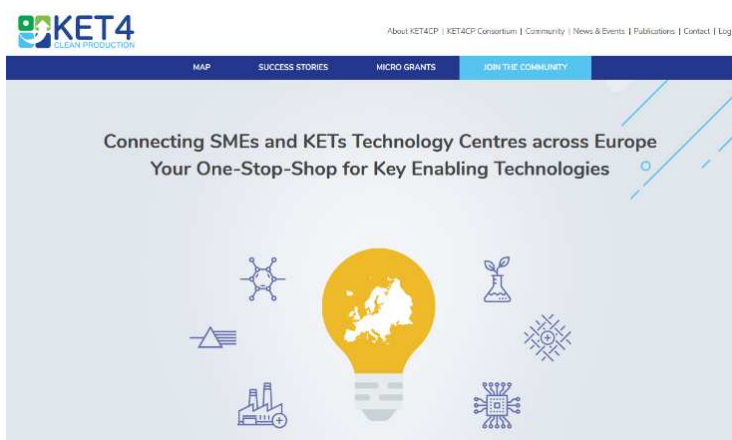 KET4
CLEAN PRODUCTION
About KET4CP | KET4CP Consortium | Community | News & Events | Publications | Contact | Log
MAP SUCCESS STORIES MICRO GRANTS JOIN THE COMMUNITY
Connecting SMEs and KETs Technology Centres across Europe
Your One-Stop-Shop for Key Enabling Technologies